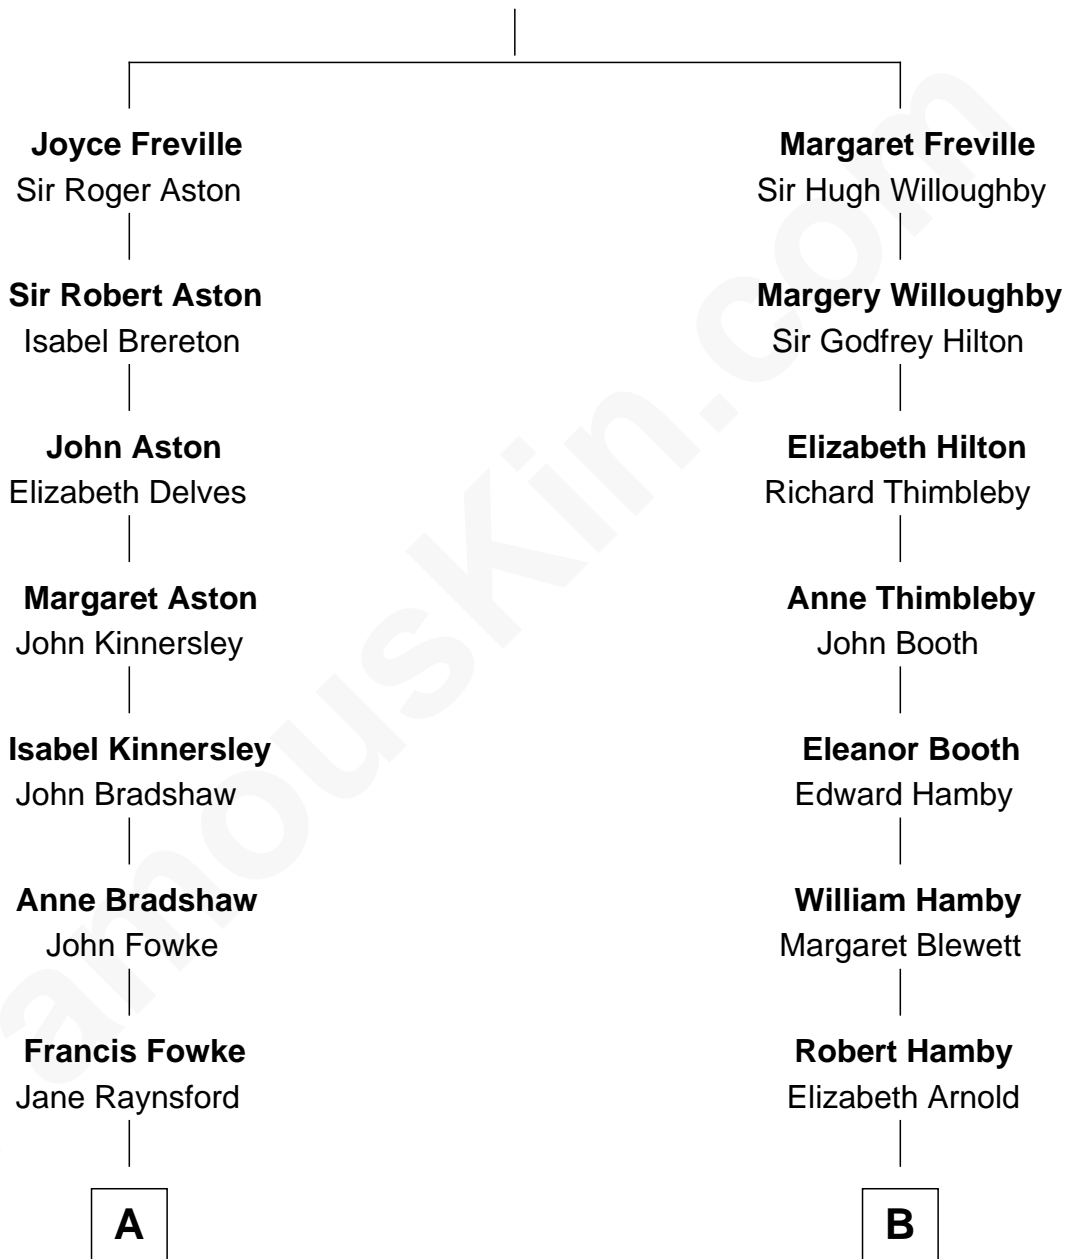 Joyce Freville
Sir Roger Aston
Margaret Freville
Sir Hugh Willoughby
Sir Robert Aston
Isabel Brereton
Margery Willoughby
Sir Godfrey Hilton
John Aston
Elizabeth Delves
Elizabeth Hilton
Richard Thimbleby
Margaret Aston
John Kinnersley
Anne Thimbleby
John Booth
Isabel Kinnersley
John Bradshaw
Eleanor Booth
Edward Hamby
Anne Bradshaw
John Fowke
William Hamby
Margaret Blewett
Francis Fowke
Jane Raynsford
Robert Hamby
Elizabeth Arnold
A
B
amouskin.com